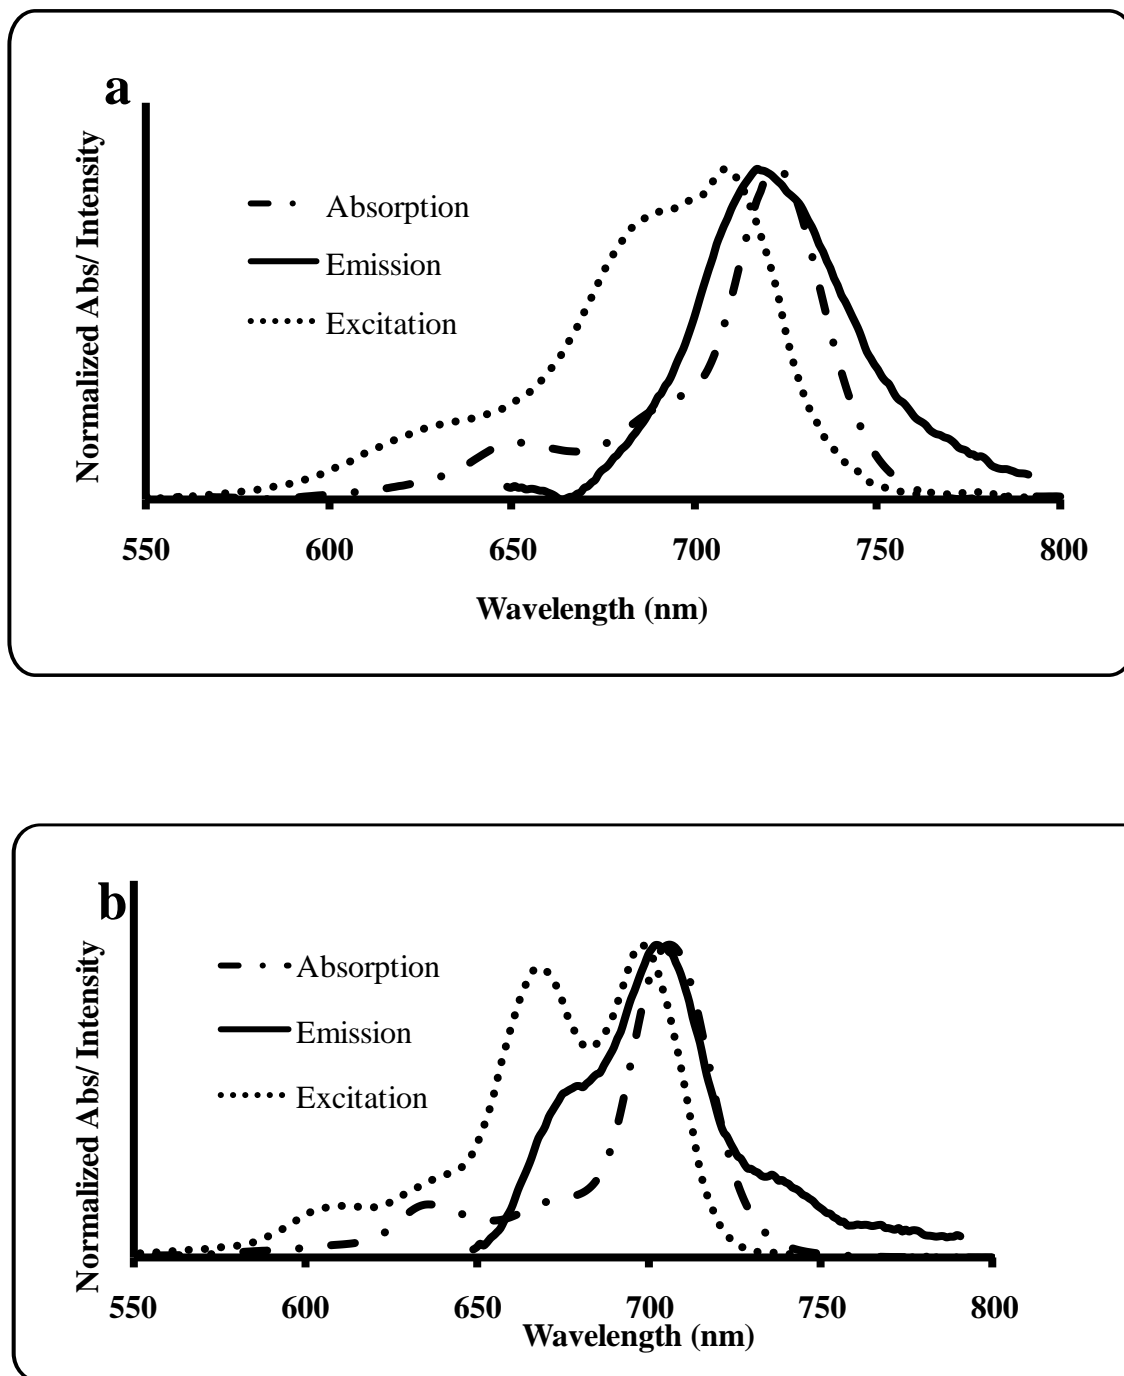 a
Normalized Abs/ Intensity
Absorption
Emission
Excitation
550 600 650 700 750 800
Wavelength (nm)
b
Normalized Abs/ Intensity
Absorption
Emission
Excitation
550 600 650 700 750 800
Wavelength (nm)